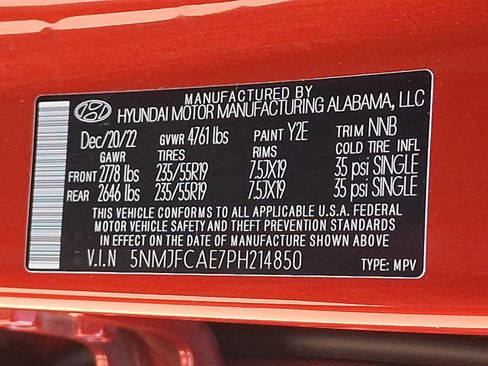 MANUFACTURED BY
HYUNDAI MOTOR MANUFACTURING ALABAMA, LLC
Dec/20/22 GVWR 4761 lbs PAINT Y2E TRIM NNB
GAWR TIRES RIMS COLD TIRE INFL
FRONT 2778 lbs 235/55R19 7.5JX19 35 psi SINGLE
REAR 2646 lbs 235/55R19 7.5JX19 35 psi SINGLE
THIS VEHICLE CONFORMS TO ALL APPLICABLE U.S.A. FEDERAL
MOTOR VEHICLE SAFETY AND THEFT PREVENTION STANDARDS
IN EFFECT ON THE DATE OF MANUFACTURE SHOWN ABOVE.
V.I.N 5NMJFCAE7PH214850 TYPE: MPV